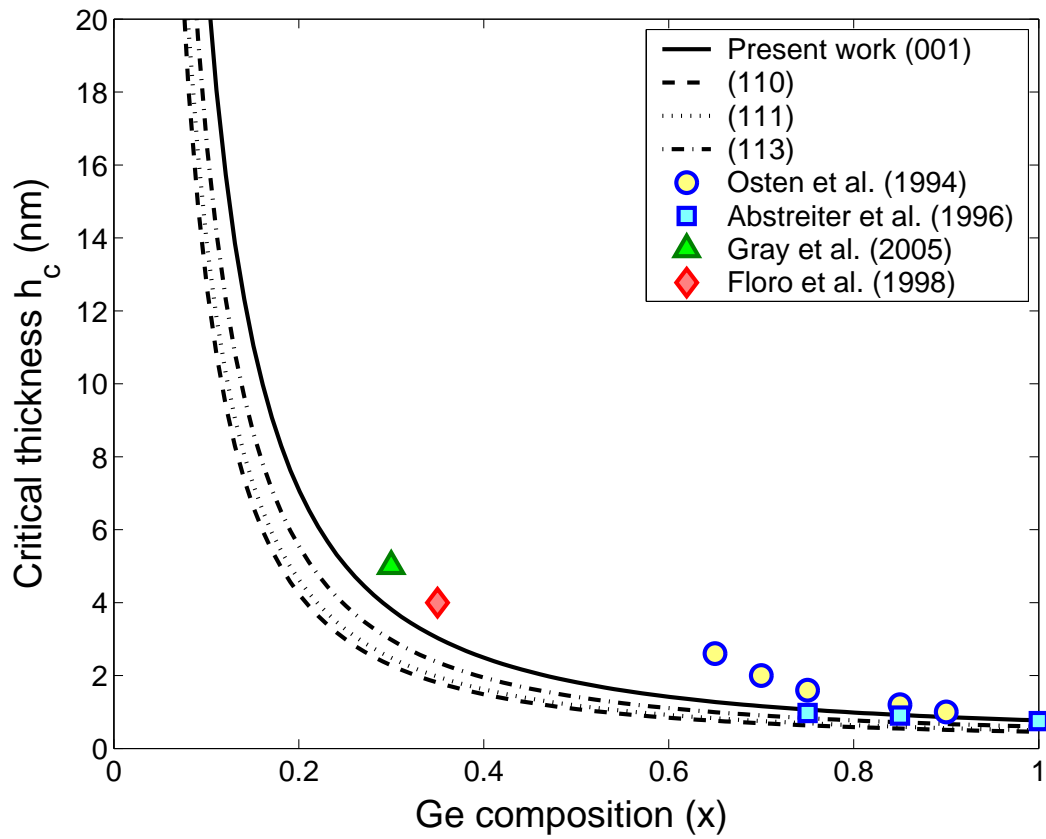 20
18
16
14
12
10
8
6
4
2
0
Critical thickness h_c (nm)
Present work (001)
(110)
(111)
(113)
Osten et al. (1994)
Abstreiter et al. (1996)
Gray et al. (2005)
Floro et al. (1998)
0 0.2 0.4 0.6 0.8 1
Ge composition (x)